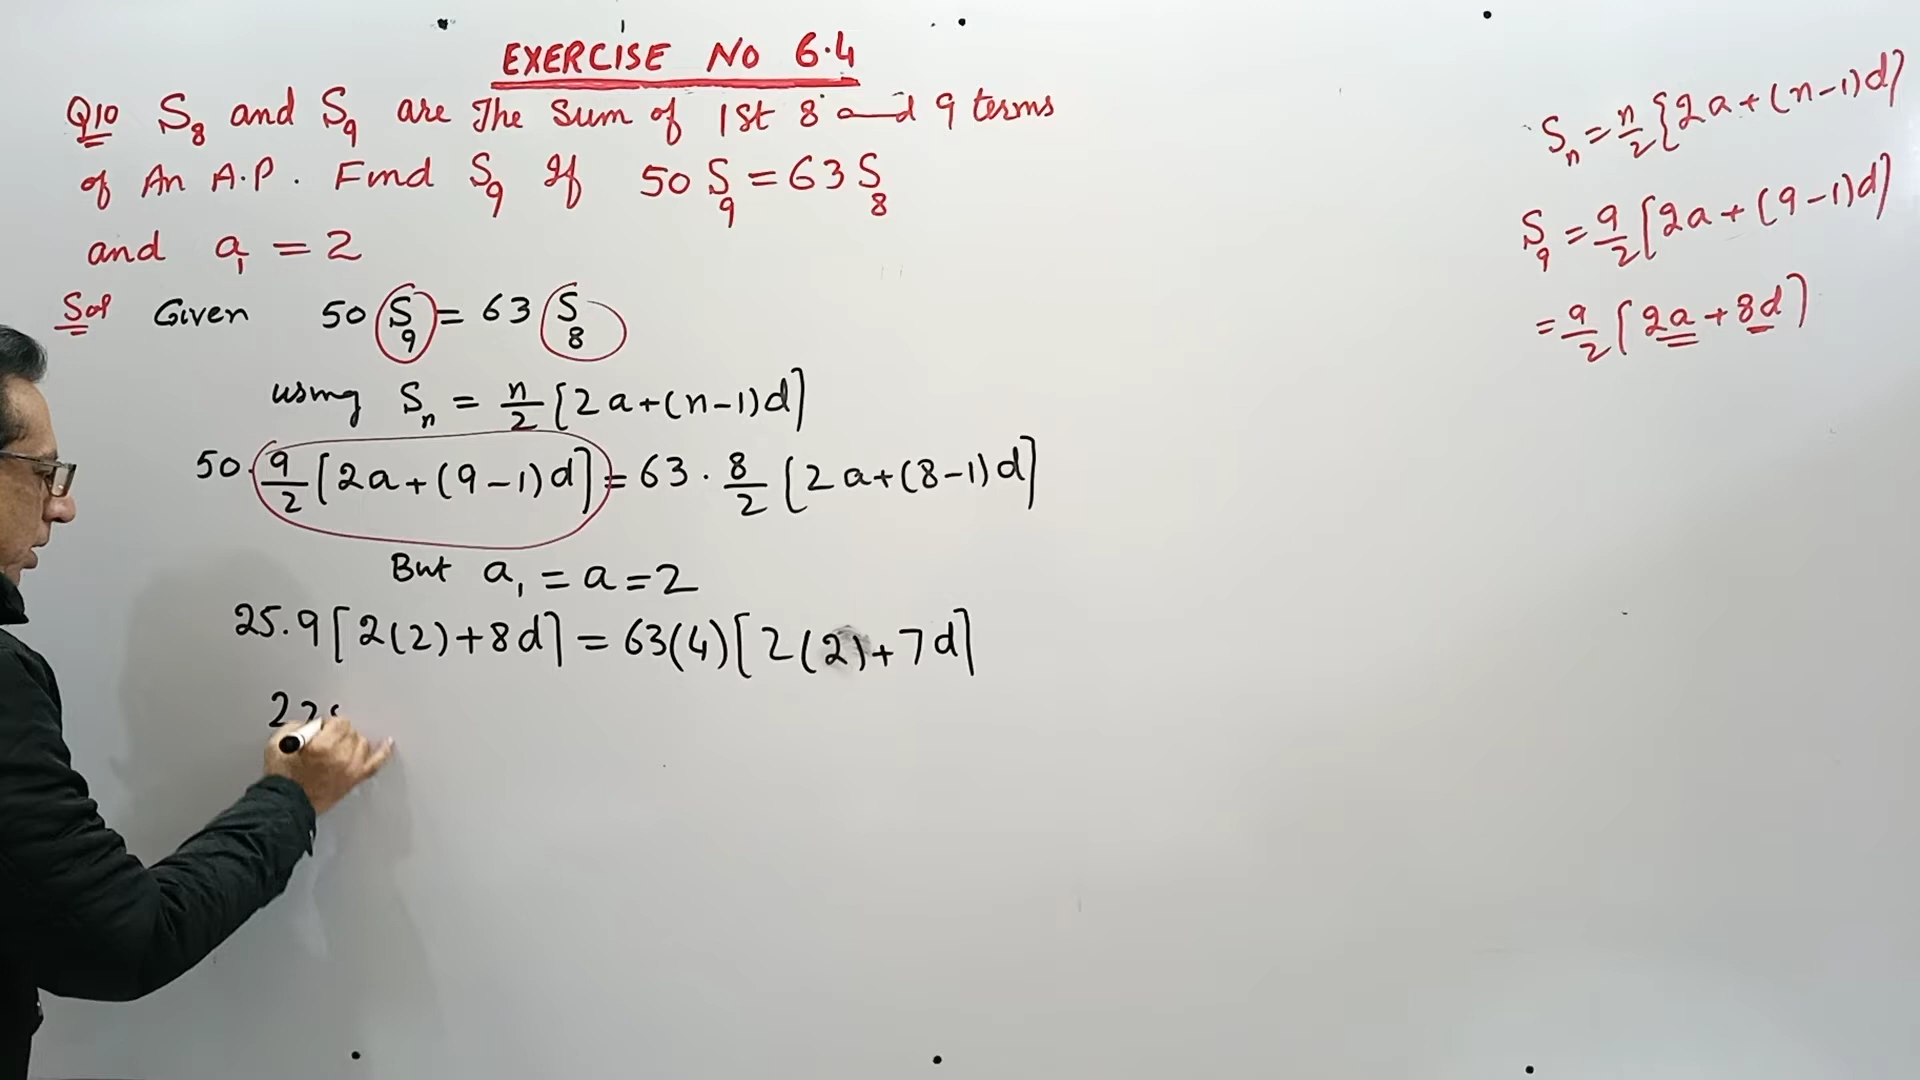 EXERCISE NO 6.4
Q10 S₈ and S₉ are The Sum of 1St 8 and 9 terms
of An A.P. Find S₉ If 50 S₉ = 63 S₈
and a₁ = 2
Sol Given 50 S₉ = 63 S₈
using Sₙ = n/2 [2a+(n-1)d]
50. 9/2 [2a+(9-1)d] = 63 . 8/2 [2a+(8-1)d]
But a₁ = a = 2
25.9[2(2)+8d] = 63(4)[2(2)+7d]
22
Sₙ = n/2 {2a+(n-1)d]
S₉ = 9/2 [2a+(9-1)d]
= 9/2 [2a+8d]